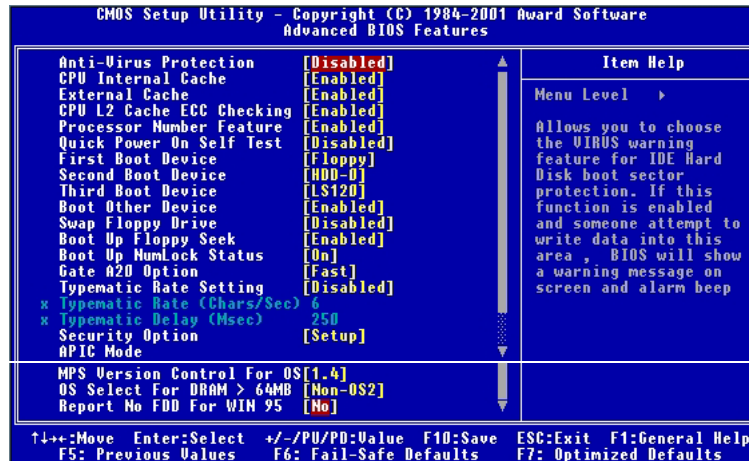 CMOS Setup Utility - Copyright (C) 1984-2001 Award Software
Advanced BIOS Features
Anti-Virus Protection [Disabled]
CPU Internal Cache [Enabled]
External Cache [Enabled]
CPU L2 Cache ECC Checking [Enabled]
Processor Number Feature [Enabled]
Quick Power On Self Test [Disabled]
First Boot Device [Floppy]
Second Boot Device [HDD-0]
Third Boot Device [LS120]
Boot Other Device [Enabled]
Swap Floppy Drive [Disabled]
Boot Up Floppy Seek [Enabled]
Boot Up NumLock Status [On]
Gate A20 Option [Fast]
Typematic Rate Setting [Disabled]
x Typematic Rate (Chars/Sec) 6
x Typematic Delay (Msec) 250
Security Option [Setup]
APIC Mode
MPS Version Control For OS[1.4]
OS Select For DRAM > 64MB [Non-OS2]
Report No FDD For WIN 95 [No]
Item Help
Menu Level ▸
Allows you to choose
the VIRUS warning
feature for IDE Hard
Disk boot sector
protection. If this
function is enabled
and someone attempt to
write data into this
area , BIOS will show
a warning message on
screen and alarm beep
↑↓→←:Move Enter:Select +/-/PU/PD:Value F10:Save ESC:Exit F1:General Help
F5: Previous Values F6: Fail-Safe Defaults F7: Optimized Defaults